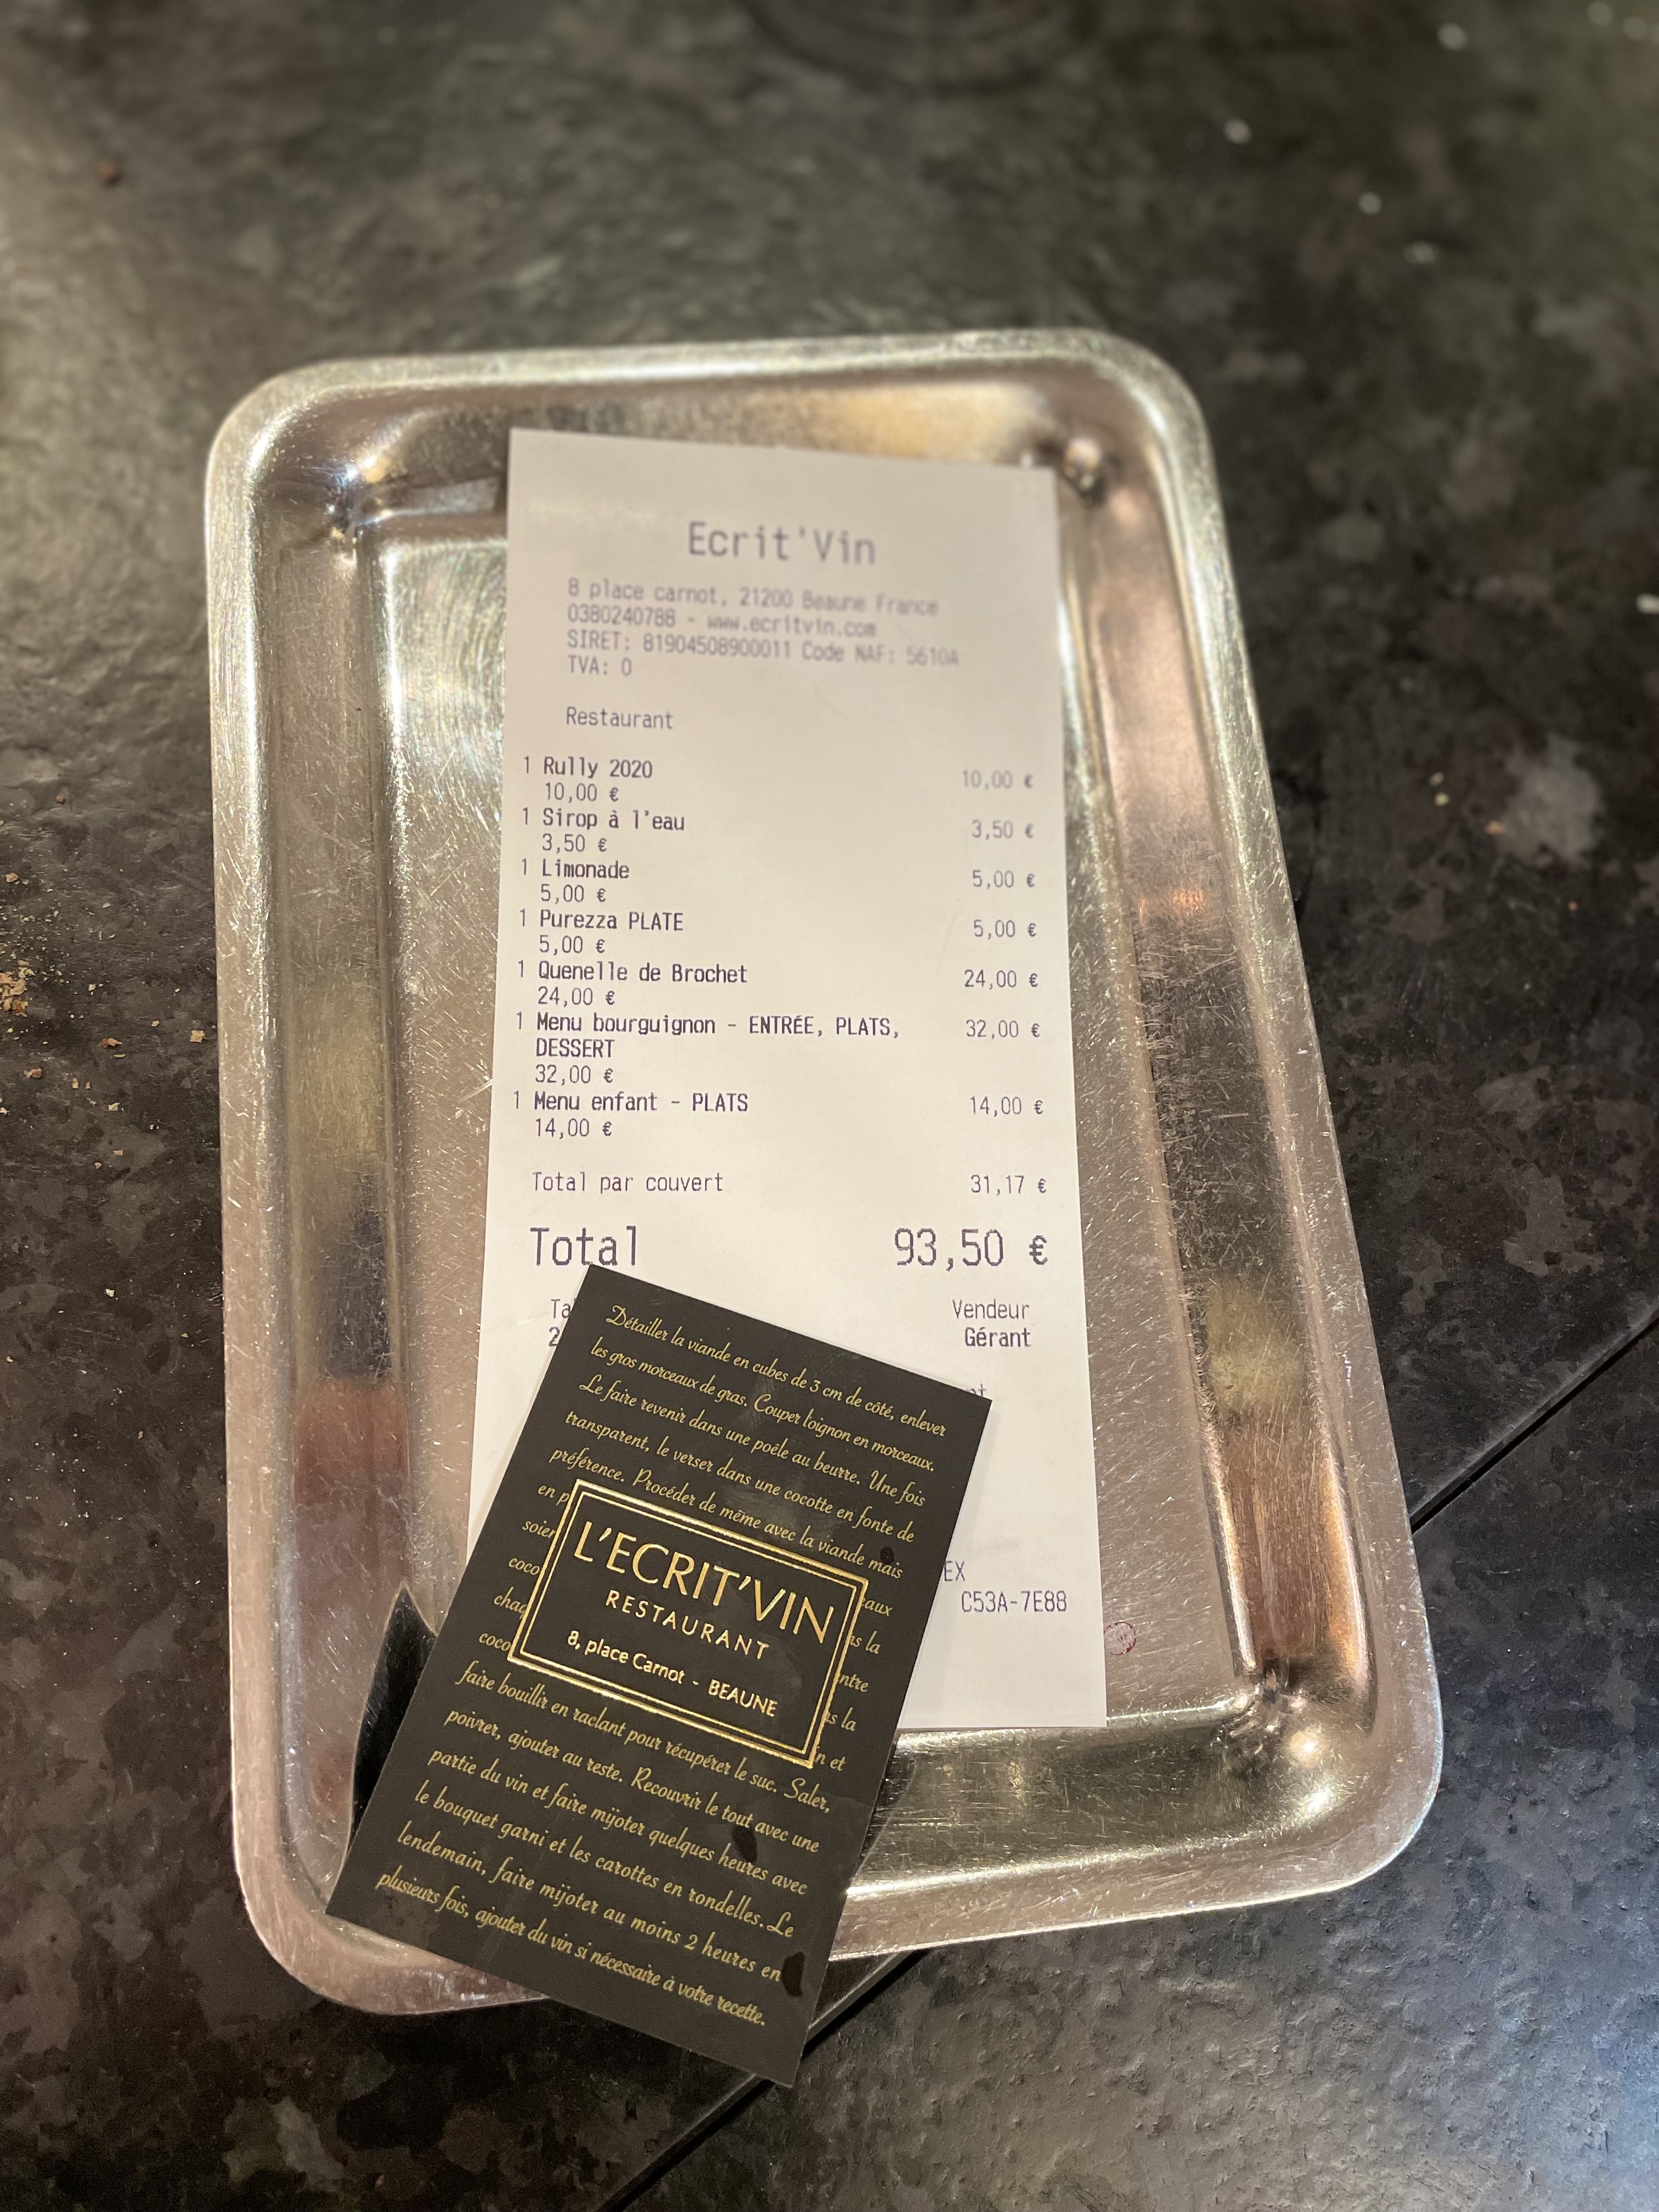 Ecrit'Vin
8 place carnot, 21200 Beaune France
0380240788 - www.ecritvin.com
SIRET: 81904508900011 Code NAF: 5610A
TVA: 0
Restaurant
1 Rully 2020 10,00 €
10,00 €
1 Sirop à l'eau 3,50 €
3,50 €
1 Limonade 5,00 €
5,00 €
1 Purezza PLATE 5,00 €
5,00 €
1 Quenelle de Brochet 24,00 €
24,00 €
1 Menu bourguignon - ENTRÉE, PLATS, 32,00 €
DESSERT
32,00 €
1 Menu enfant - PLATS 14,00 €
14,00 €
Total par couvert 31,17 €
Total 93,50 €
Vendeur
Gérant
EX
C53A-7E88
Détailler la viande en cubes de 3 cm de côté, enlever
les gros morceaux de gras. Couper loignon en morceaux.
Le faire revenir dans une poêle au beurre. Une fois
transparent, le verser dans une cocotte en fonte de
préférence. Procéder de même avec la viande mais
en
L'ECRIT'VIN
RESTAURANT
8, place Carnot - BEAUNE
la
la
et
faire bouillir en raclant pour récupérer le suc. Saler,
poivrer, ajouter au reste. Recouvrir le tout avec une
partie du vin et faire mijoter quelques heures avec
le bouquet garni et les carottes en rondelles. Le
lendemain, faire mijoter au moins 2 heures en
plusieurs fois, ajouter du vin si nécessaire à votre recette.